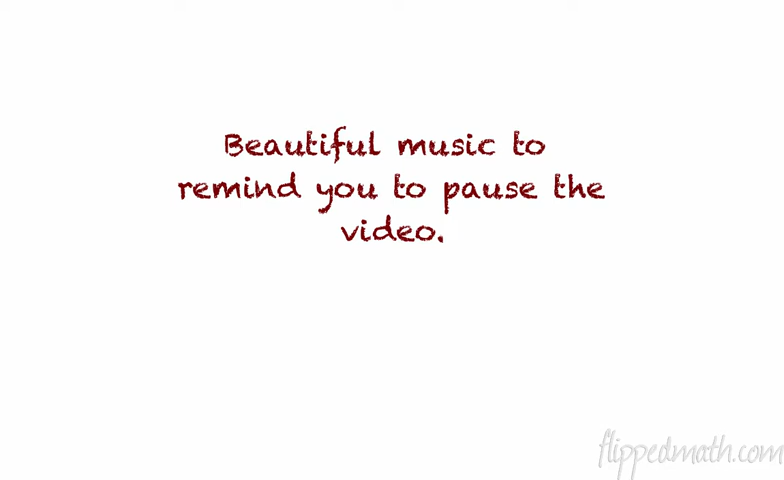 Beautiful music to
remind you to pause the
video.
flippedmath.com